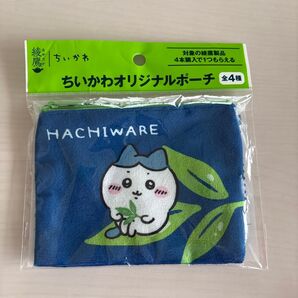 綾鷹
ちいかわ
対象の綾鷹製品
4本購入で1つもらえる
ちいかわオリジナルポーチ
全4種
HACHIWARE